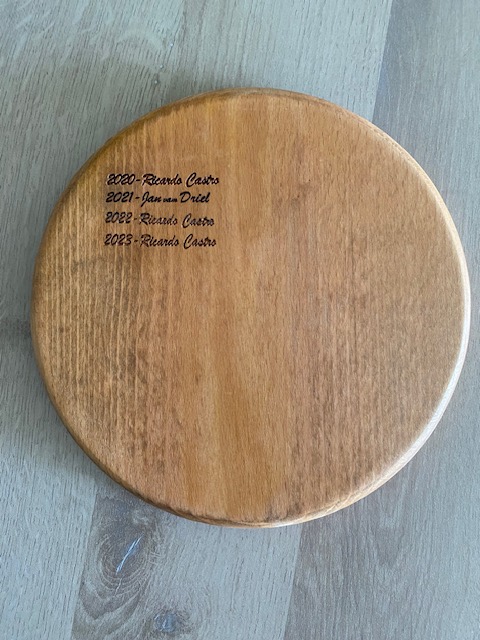 2020-Ricardo Castro
2021-Jan van Driel
2022-Ricardo Castro
2023-Ricardo Castro